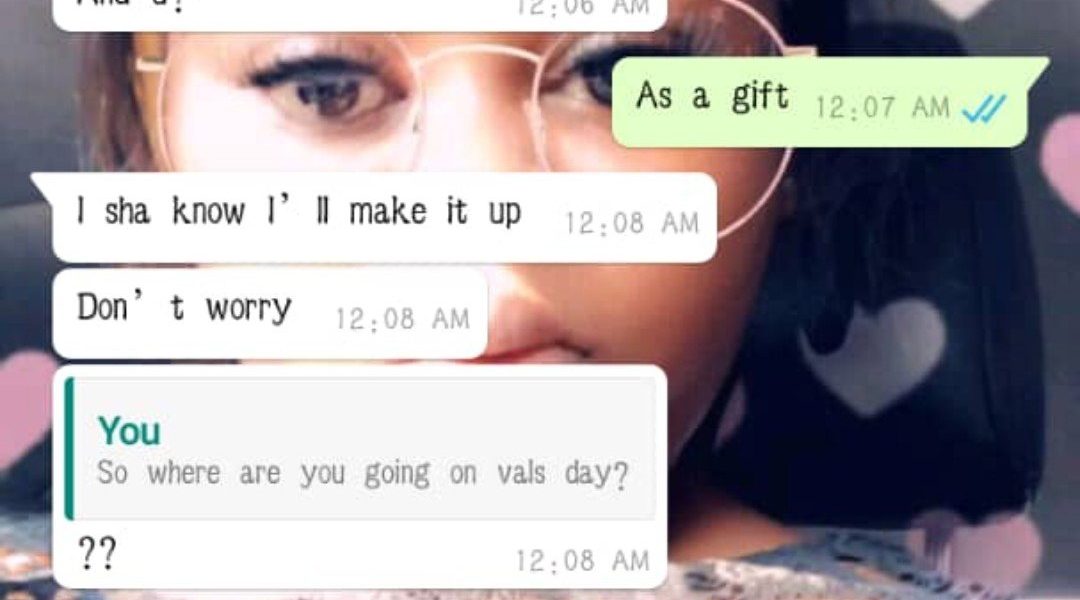 And u? 12:06 AM
As a gift 12:07 AM
I sha know I'll make it up 12:08 AM
Don't worry 12:08 AM
You
So where are you going on vals day?
?? 12:08 AM